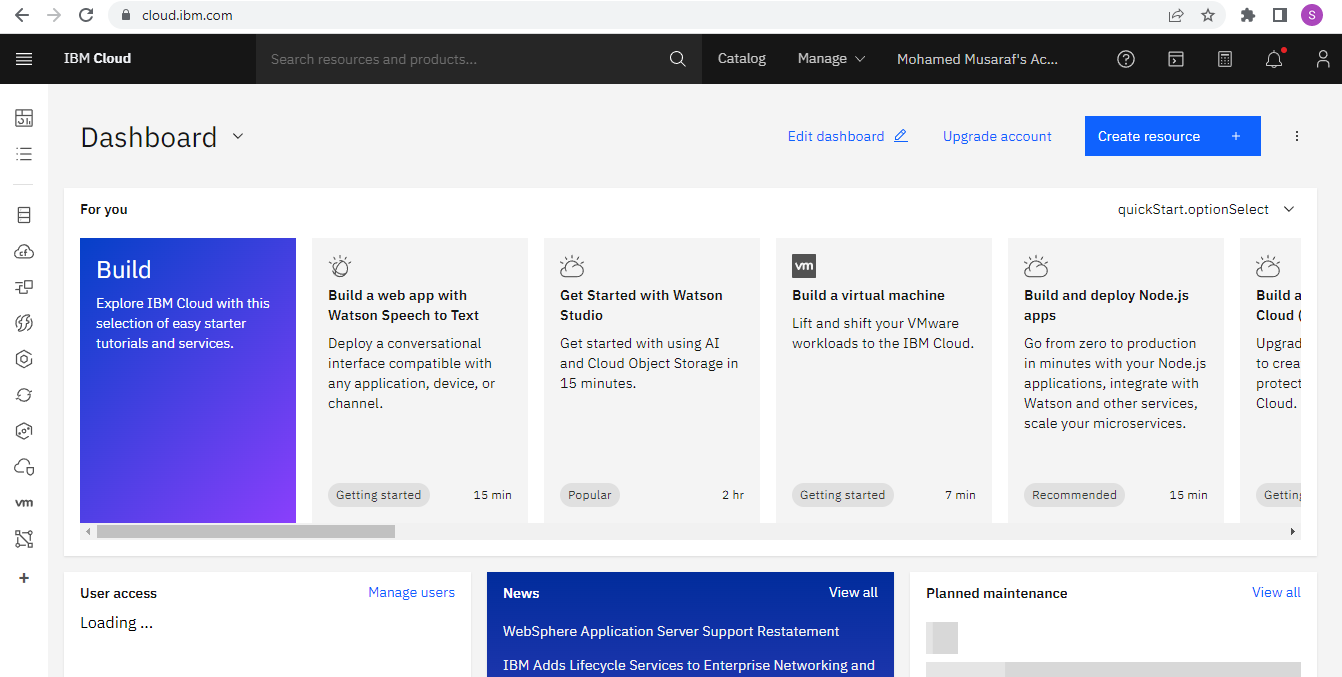 cloud.ibm.com
S
IBM Cloud
Search resources and products...
Catalog
Manage
Mohamed Musaraf's Ac...
Dashboard
Edit dashboard
Upgrade account
Create resource +
For you
quickStart.optionSelect
Build
Explore IBM Cloud with this
selection of easy starter
tutorials and services.
Build a web app with
Watson Speech to Text
Deploy a conversational
interface compatible with
any application, device, or
channel.
Getting started
15 min
Get Started with Watson
Studio
Get started with using AI
and Cloud Object Storage in
15 minutes.
Popular
2 hr
vm
Build a virtual machine
Lift and shift your VMware
workloads to the IBM Cloud.
Getting started
7 min
Build and deploy Node.js
apps
Go from zero to production
in minutes with your Node.js
applications, integrate with
Watson and other services,
scale your microservices.
Recommended
15 min
Build a
Cloud (
Upgrad
to crea
protect
Cloud.
Getting
cf
vm
User access
Manage users
Loading ...
News
View all
WebSphere Application Server Support Restatement
IBM Adds Lifecycle Services to Enterprise Networking and
Planned maintenance
View all